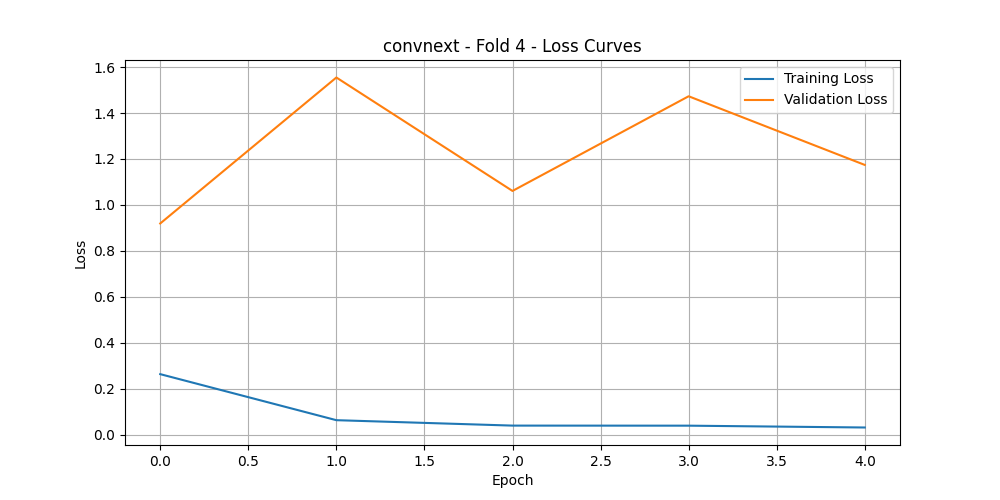 convnext - Fold 4 - Loss Curves
Training Loss
Validation Loss
1.6
1.4
1.2
1.0
0.8
0.6
0.4
0.2
0.0
Loss
0.0 0.5 1.0 1.5 2.0 2.5 3.0 3.5 4.0
Epoch